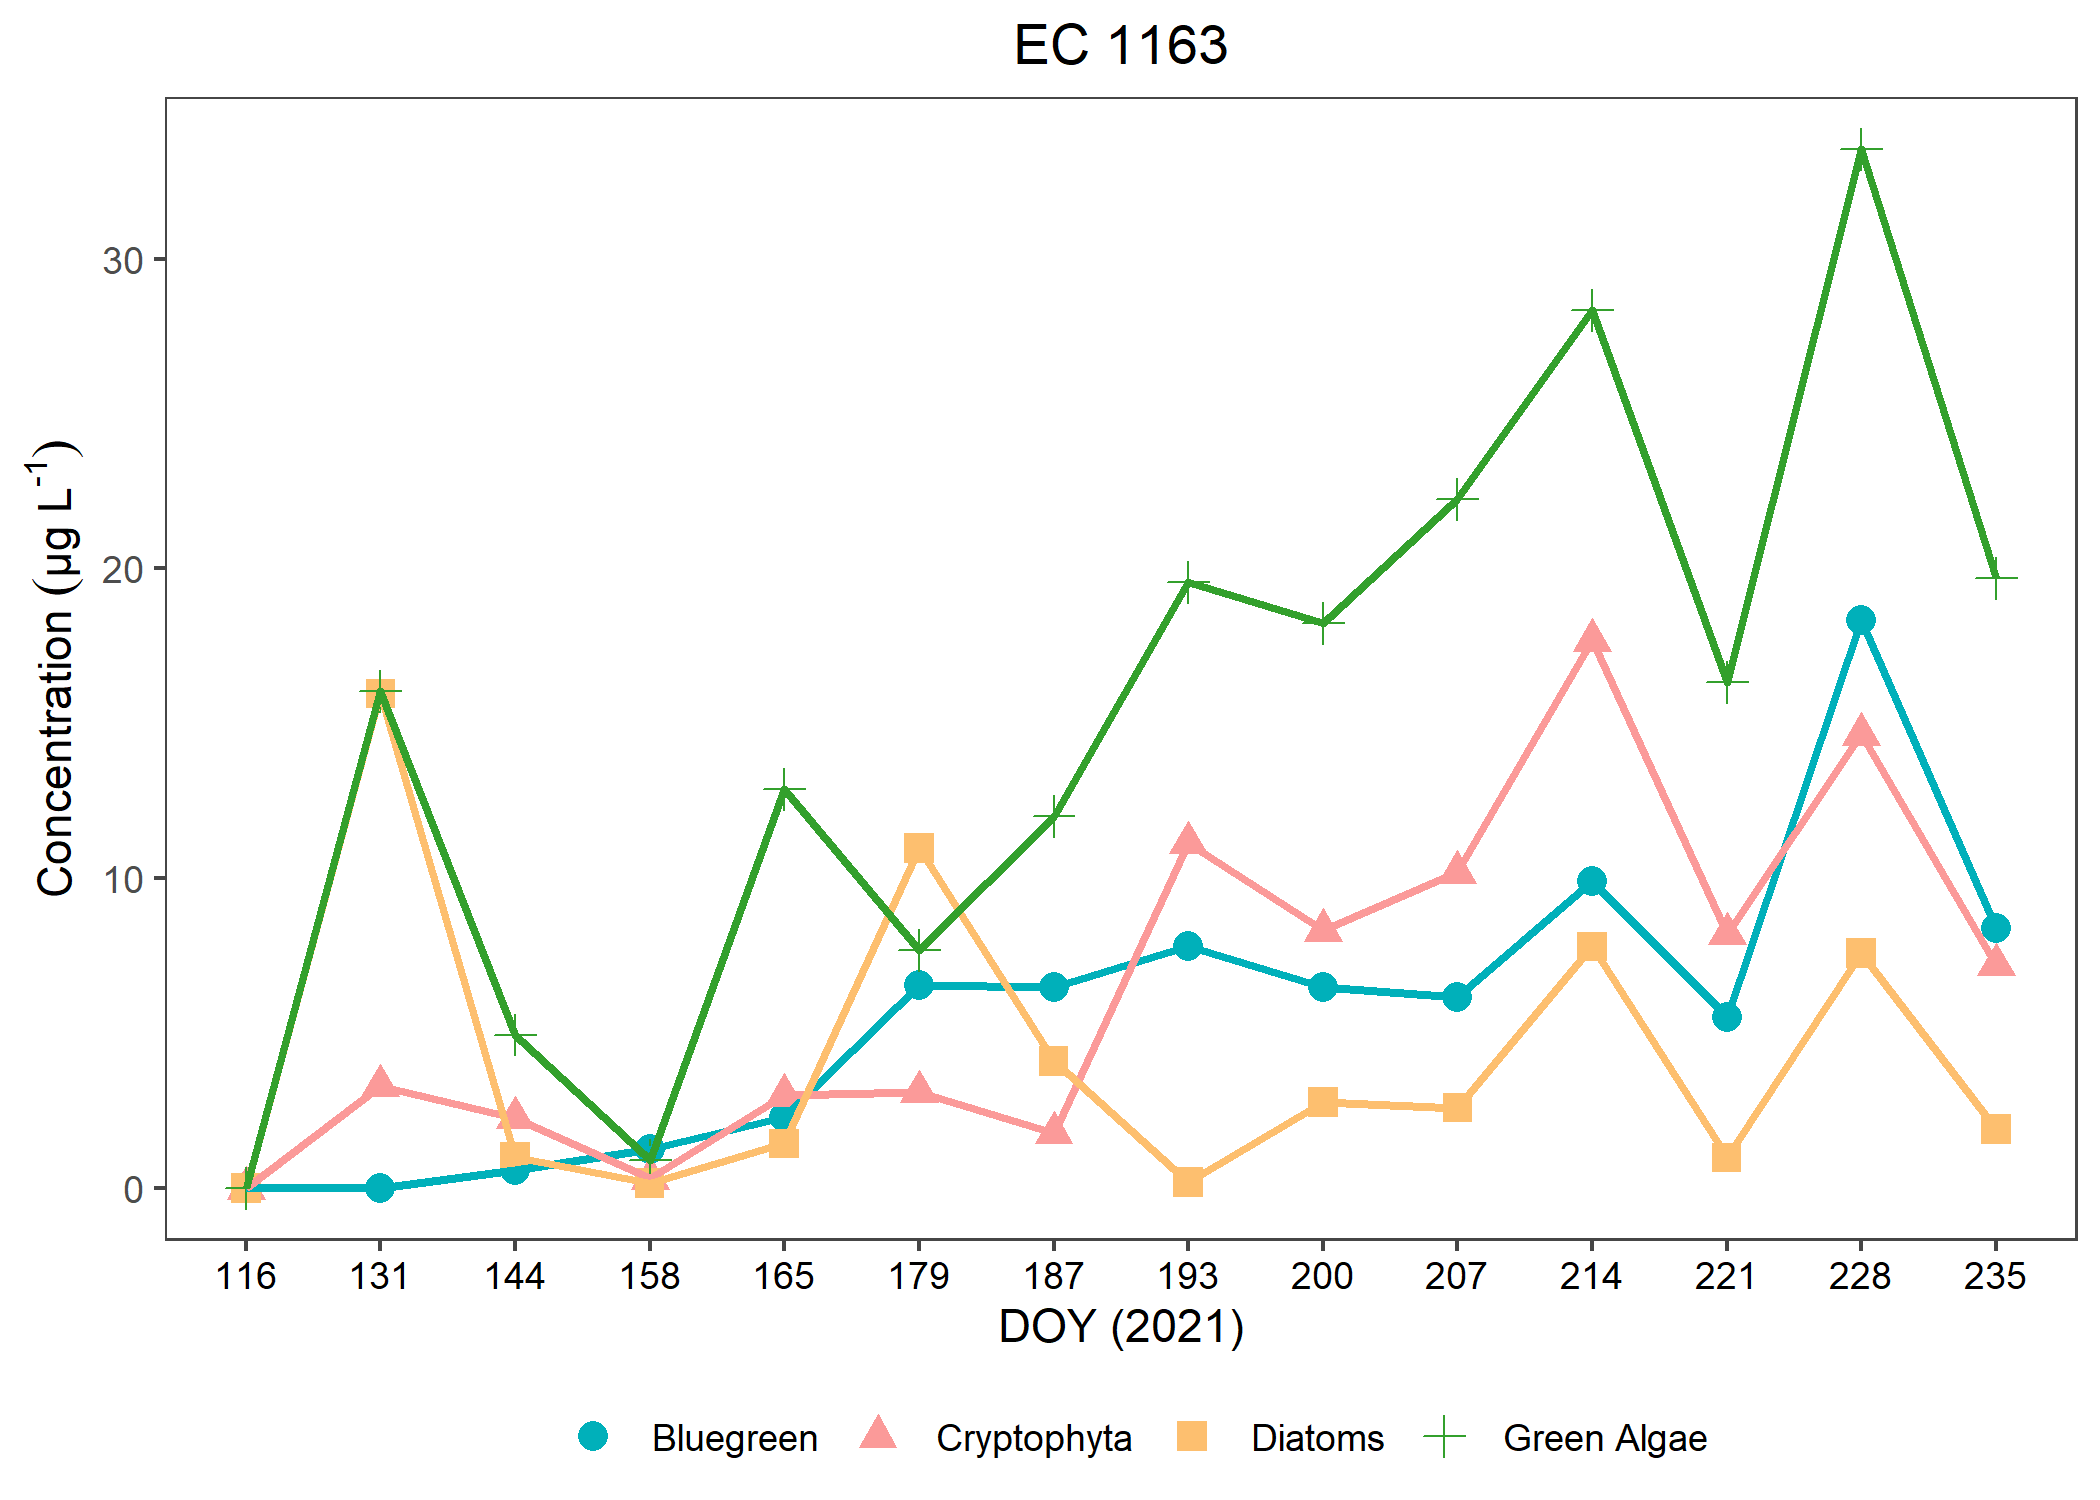 EC 1163
Concentration (µg L⁻¹)
30
20
10
0
116 131 144 158 165 179 187 193 200 207 214 221 228 235
DOY (2021)
Bluegreen Cryptophyta Diatoms Green Algae